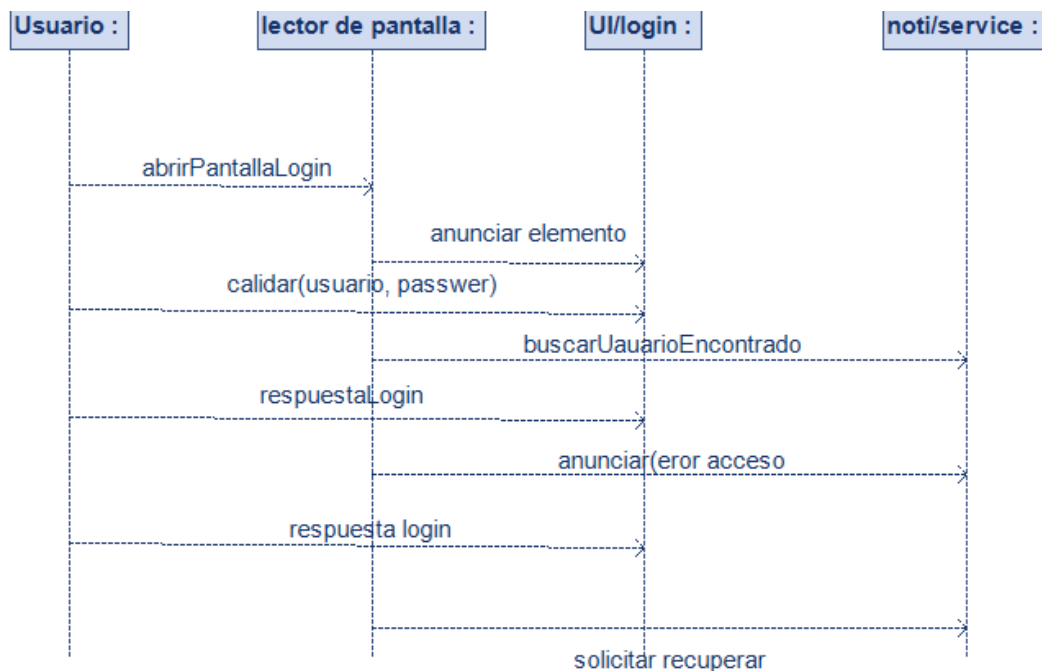 Usuario :
lector de pantalla :
UI/login :
noti/service :
abrirPantallaLogin
anunciar elemento
calidar(usuario, passwer)
buscarUauarioEncontrado
respuestaLogin
anunciar(eror acceso
respuesta login
solicitar recuperar